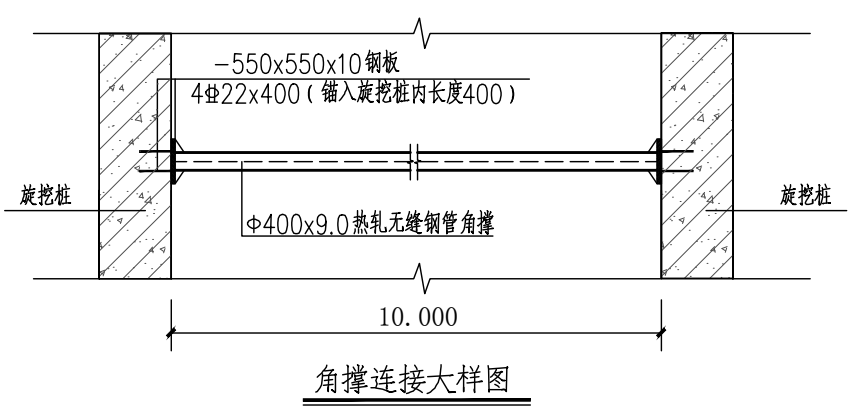 -550x550x10钢板
4Φ22x400(锚入旋挖桩内长度400)
旋挖桩
旋挖桩
Φ400x9.0热轧无缝钢管角撑
10.000
角撑连接大样图